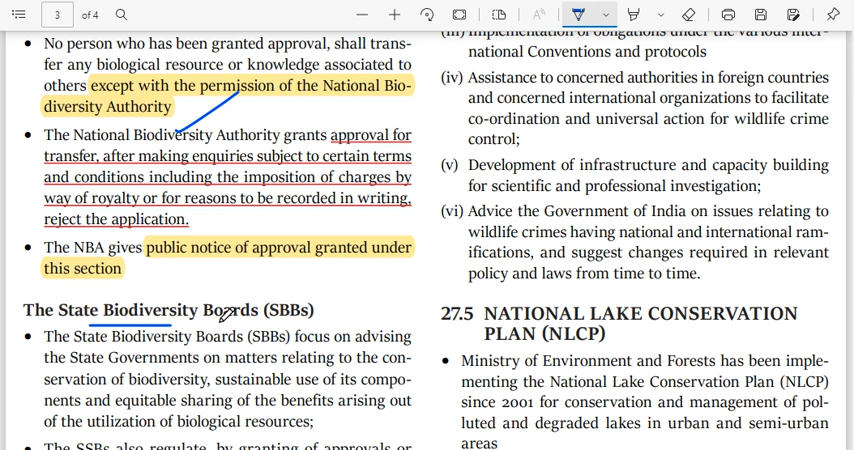 3 of 4
No person who has been granted approval, shall trans-
fer any biological resource or knowledge associated to
others except with the permission of the National Bio-
diversity Authority
The National Biodiversity Authority grants approval for
transfer, after making enquiries subject to certain terms
and conditions including the imposition of charges by
way of royalty or for reasons to be recorded in writing,
reject the application.
The NBA gives public notice of approval granted under
this section
The State Biodiversity Boards (SBBs)
The State Biodiversity Boards (SBBs) focus on advising
the State Governments on matters relating to the con-
servation of biodiversity, sustainable use of its compo-
nents and equitable sharing of the benefits arising out
of the utilization of biological resources;
The SSBs also regulate, by granting of approvals or
(iii) Implementation of obligations under the various inter-
national Conventions and protocols
(iv) Assistance to concerned authorities in foreign countries
and concerned international organizations to facilitate
co-ordination and universal action for wildlife crime
control;
(v) Development of infrastructure and capacity building
for scientific and professional investigation;
(vi) Advice the Government of India on issues relating to
wildlife crimes having national and international ram-
ifications, and suggest changes required in relevant
policy and laws from time to time.
27.5 NATIONAL LAKE CONSERVATION
PLAN (NLCP)
Ministry of Environment and Forests has been imple-
menting the National Lake Conservation Plan (NLCP)
since 2001 for conservation and management of pol-
luted and degraded lakes in urban and semi-urban
areas